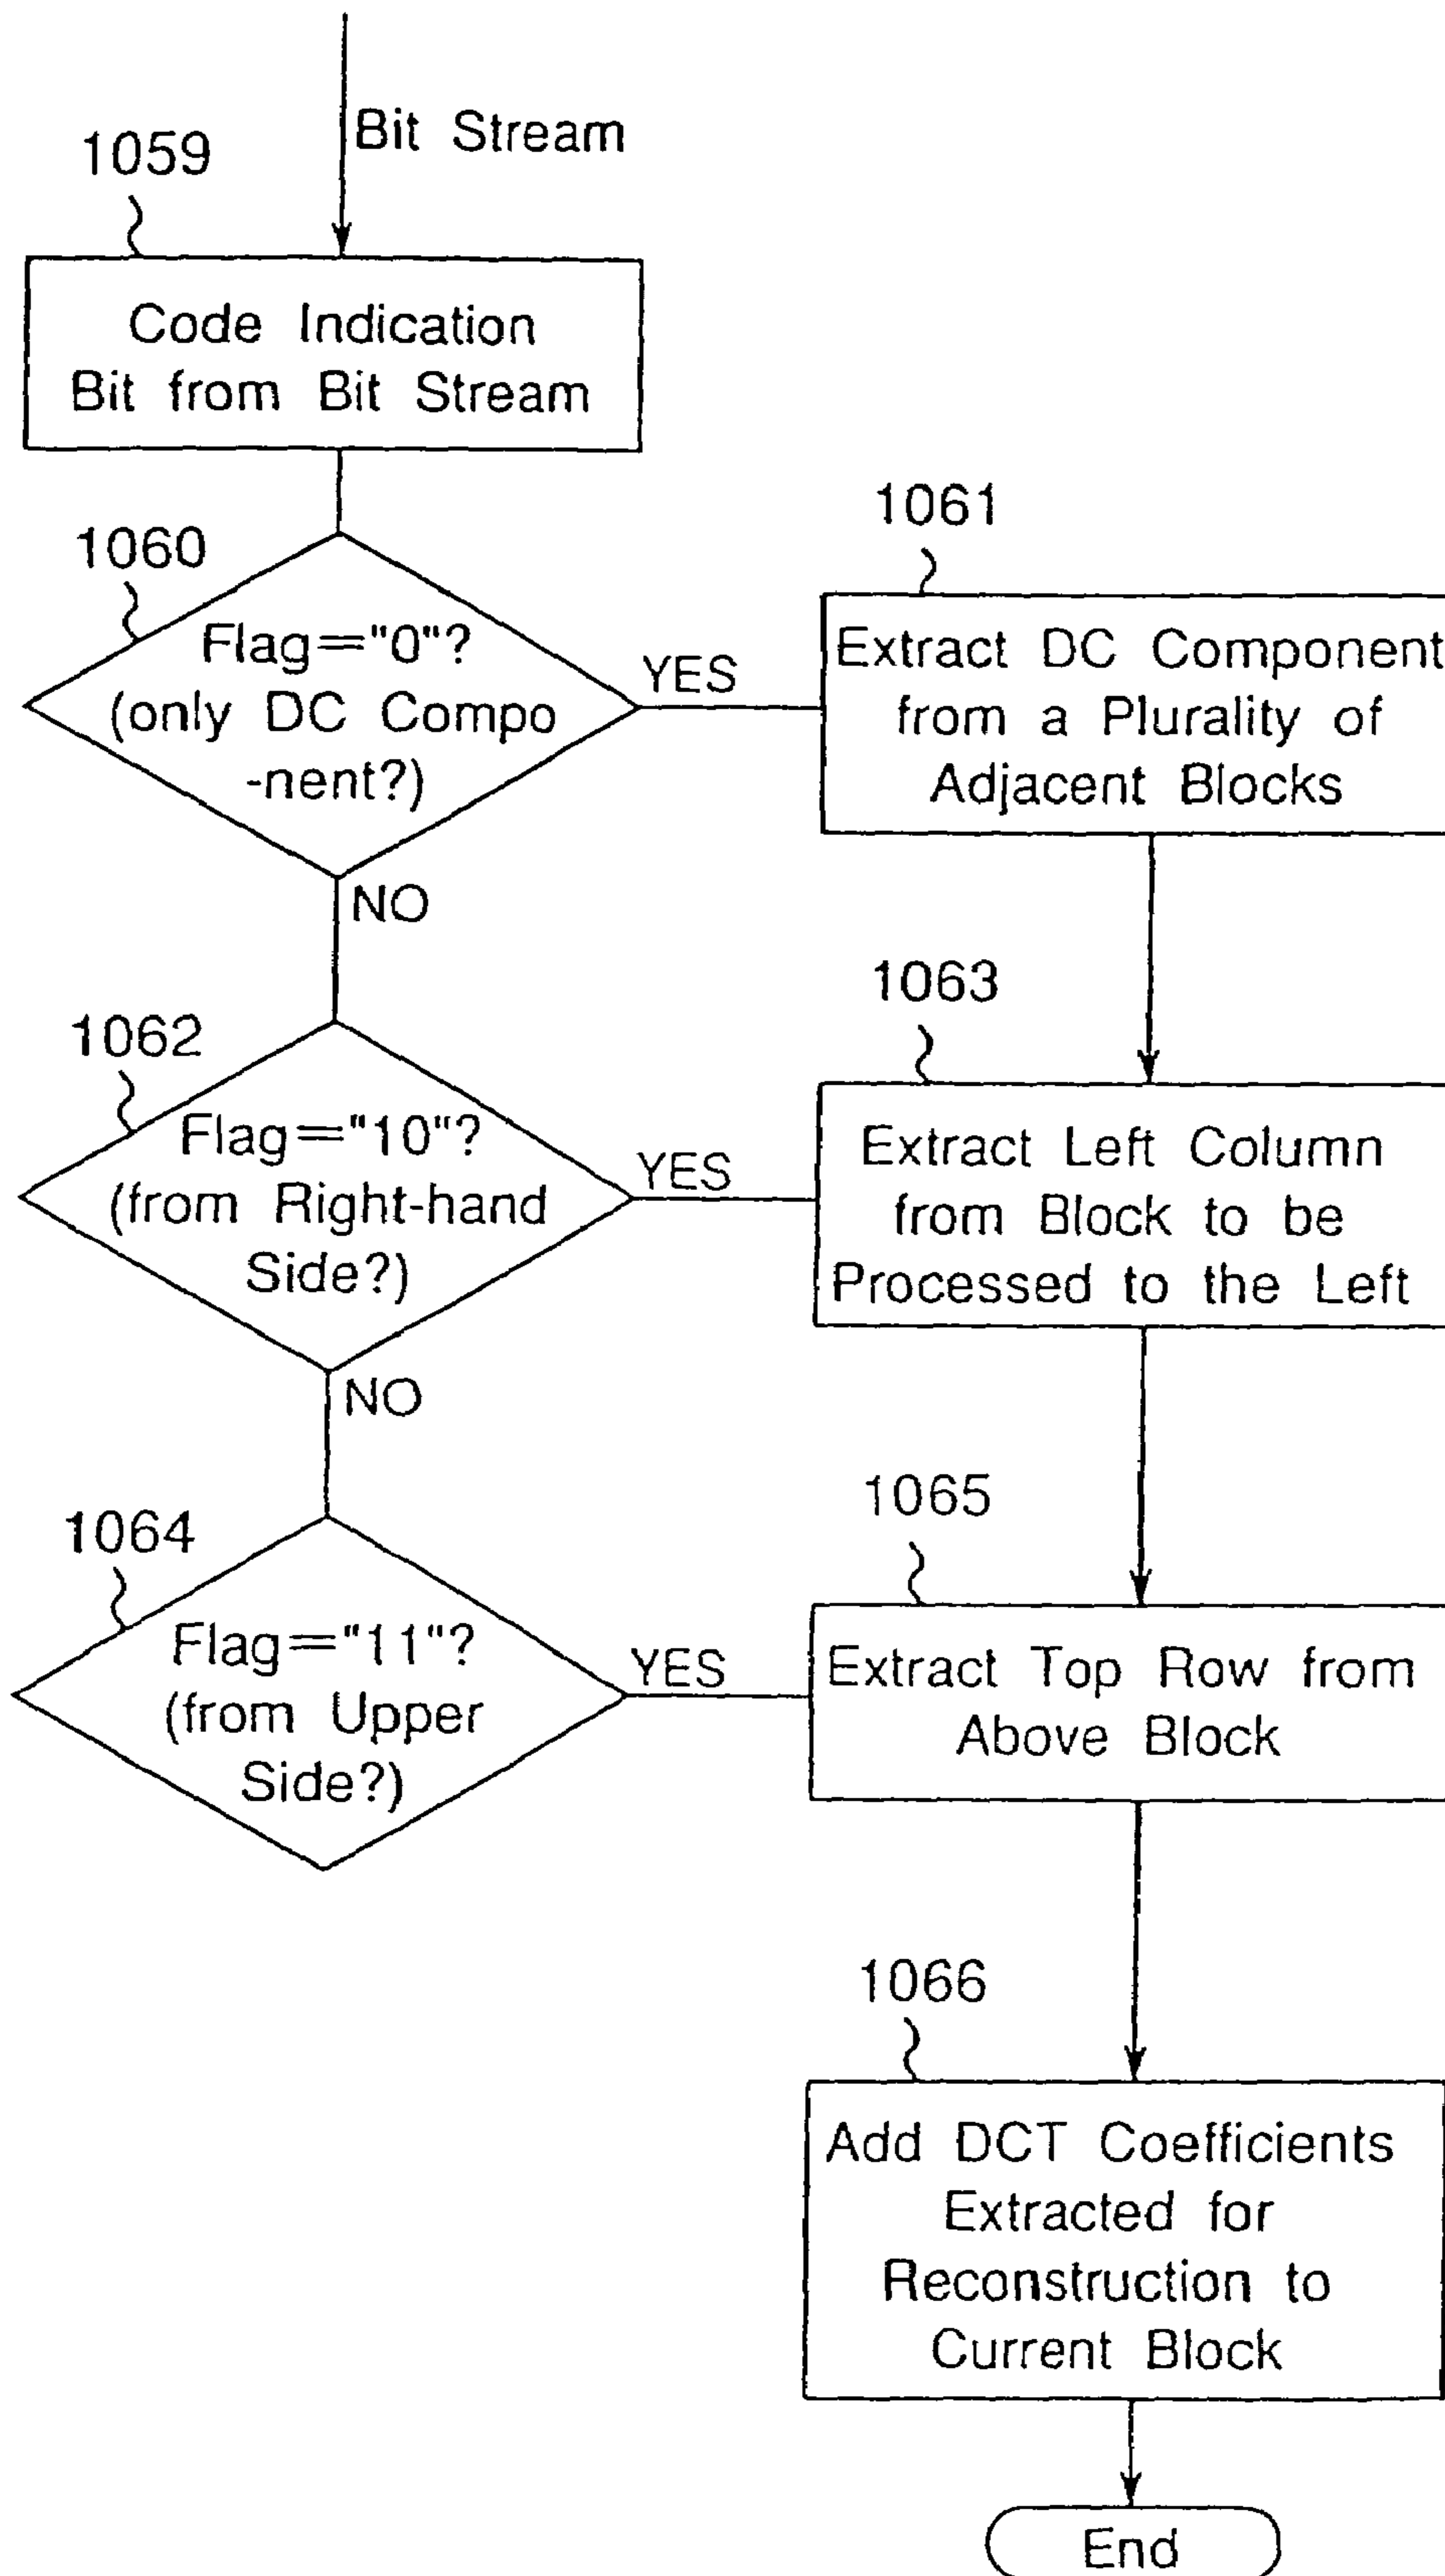 Bit Stream
1059
Code Indication
Bit from Bit Stream
1060
Flag="0"?
(only DC Compo
-nent?)
YES
NO
1061
Extract DC Component
from a Plurality of
Adjacent Blocks
1062
Flag="10"?
(from Right-hand
Side?)
YES
NO
1063
Extract Left Column
from Block to be
Processed to the Left
1064
Flag="11"?
(from Upper
Side?)
YES
1065
Extract Top Row from
Above Block
1066
Add DCT Coefficients
Extracted for
Reconstruction to
Current Block
End